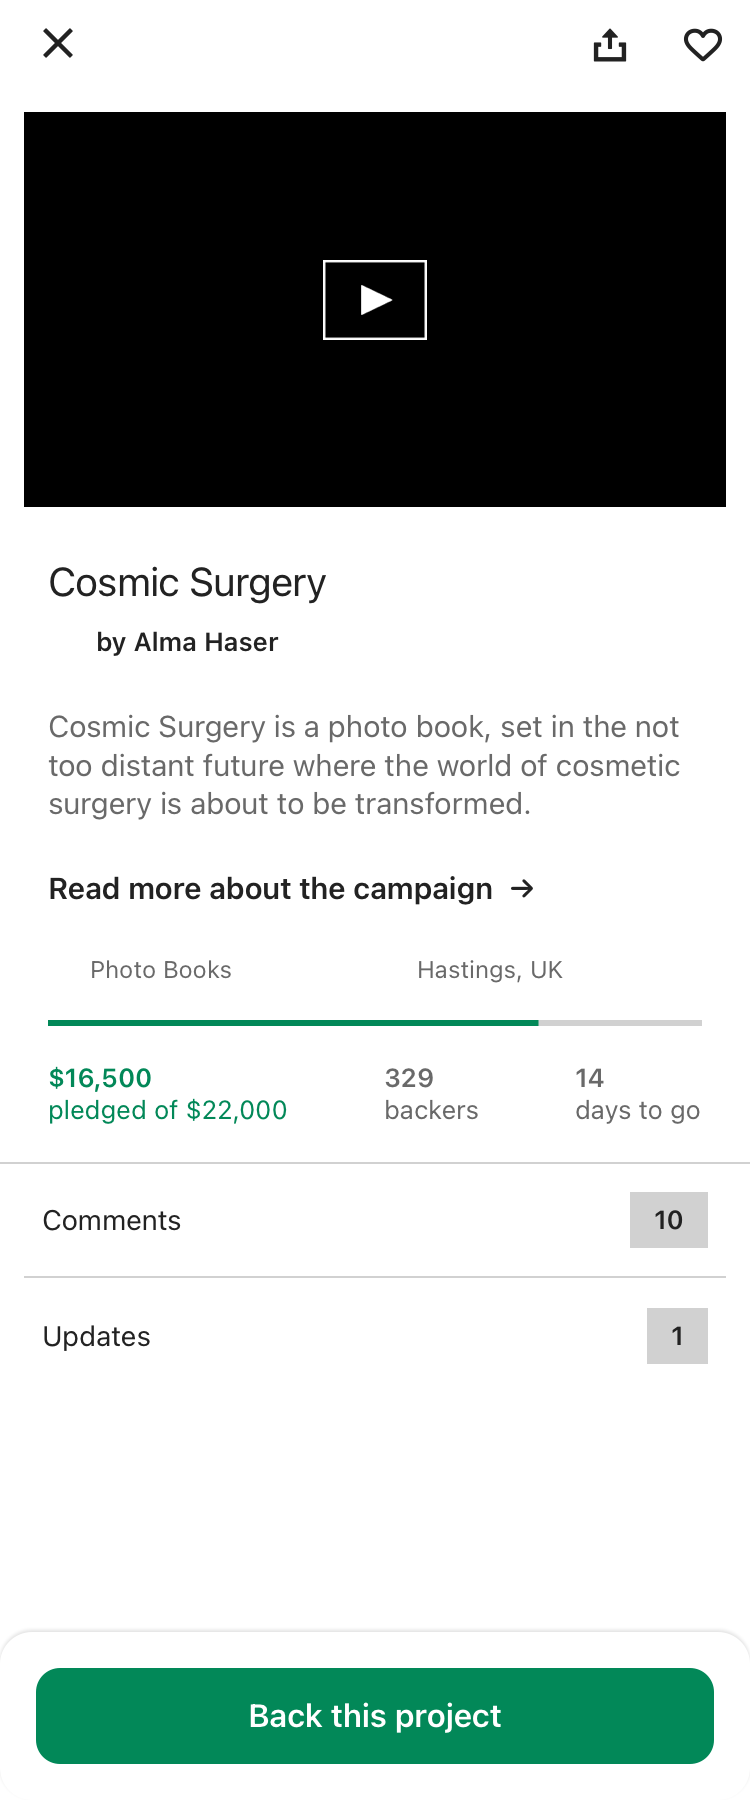 Cosmic Surgery
by Alma Haser
Cosmic Surgery is a photo book, set in the not
too distant future where the world of cosmetic
surgery is about to be transformed.
Read more about the campaign →
Photo Books
Hastings, UK
$16,500
pledged of $22,000
329
backers
14
days to go
Comments
10
Updates
1
Back this project